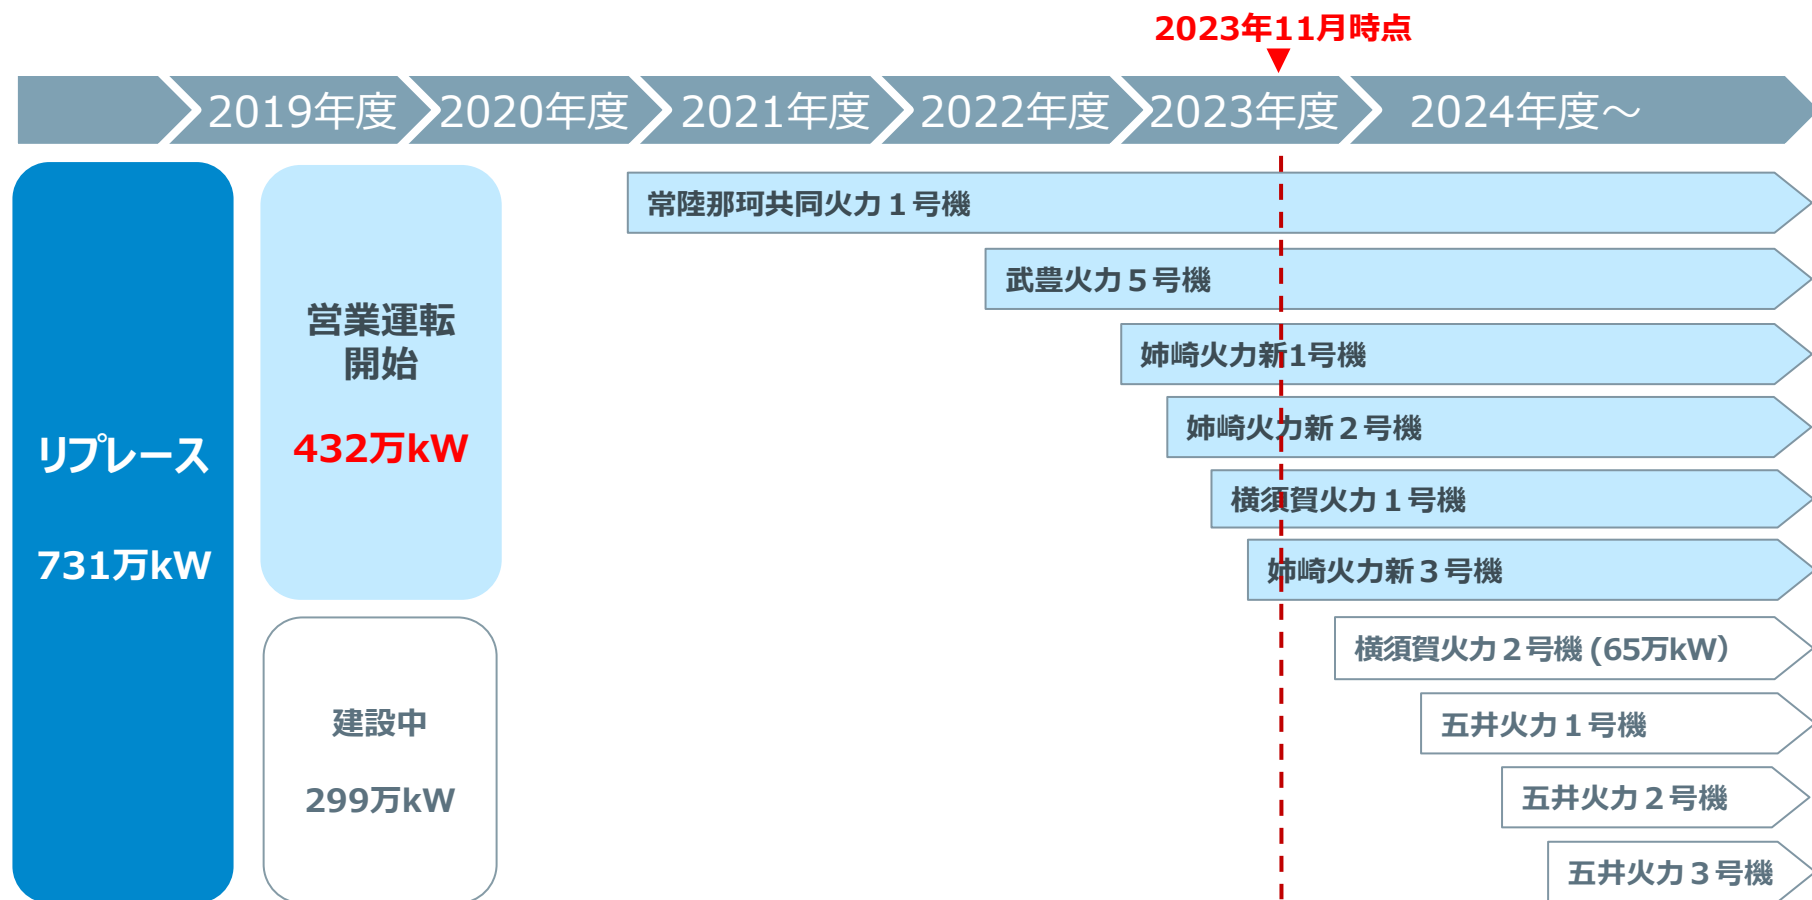 2023年11月時点
2019年度
2020年度
2021年度
2022年度
2023年度
2024年度～
リプレース
731万kW
営業運転
開始
432万kW
常陸那珂共同火力１号機
武豊火力５号機
姉崎火力新1号機
姉崎火力新２号機
横須賀火力１号機
姉崎火力新３号機
建設中
299万kW
横須賀火力２号機 (65万kW）
五井火力１号機
五井火力２号機
五井火力３号機